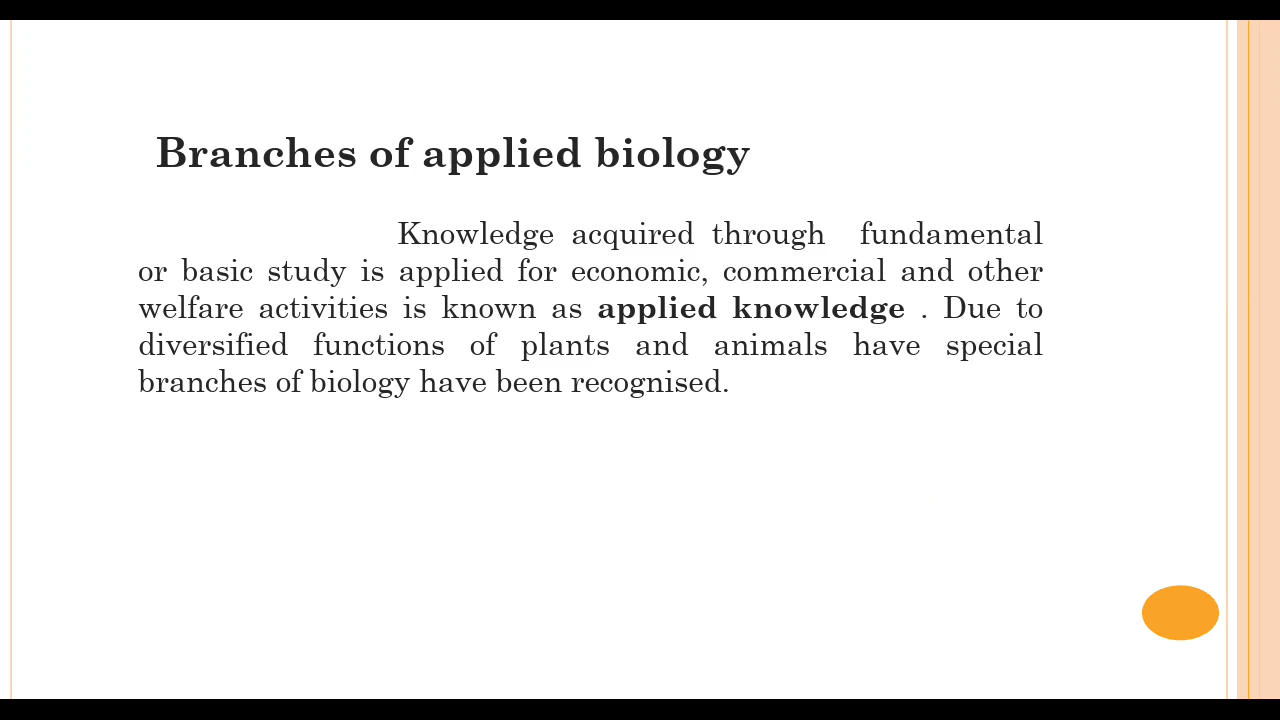 Branches of applied biology
Knowledge acquired through fundamental
or basic study is applied for economic, commercial and other
welfare activities is known as applied knowledge . Due to
diversified functions of plants and animals have special
branches of biology have been recognised.